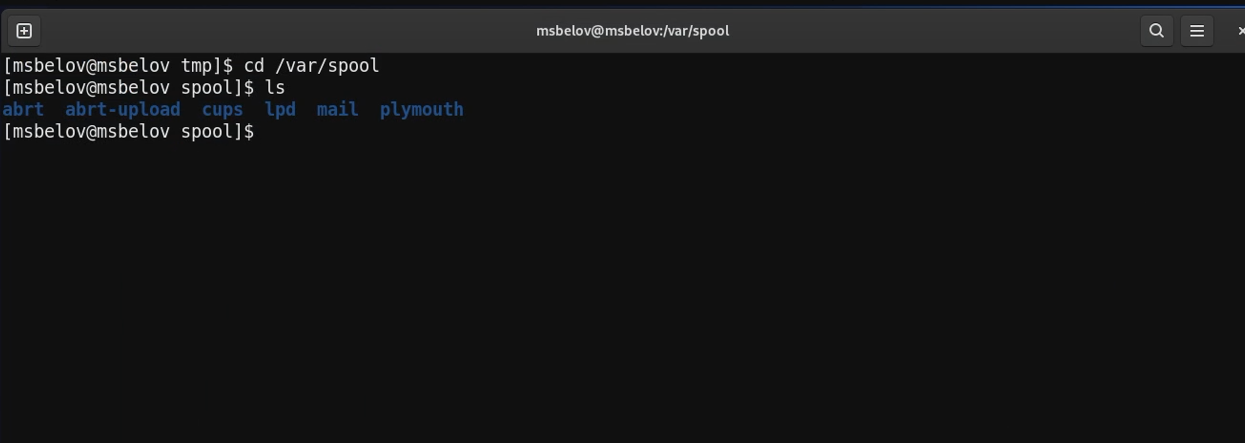 msbelov@msbelov:/var/spool
[msbelov@msbelov tmp]$ cd /var/spool
[msbelov@msbelov spool]$ ls
abrt  abrt-upload  cups  lpd  mail  plymouth
[msbelov@msbelov spool]$